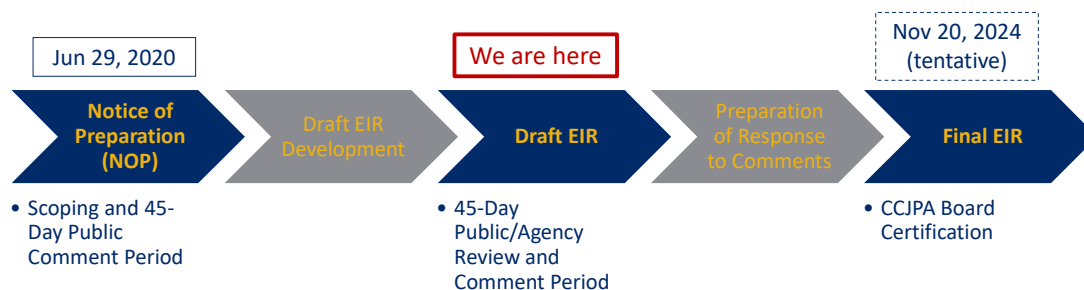 Jun 29, 2020
We are here
Nov 20, 2024
(tentative)
Notice of
Preparation
(NOP)
Draft EIR
Development
Draft EIR
Preparation
of Response
to Comments
Final EIR
• Scoping and 45-
Day Public
Comment Period
• 45-Day
Public/Agency
Review and
Comment Period
• CCJPA Board
Certification